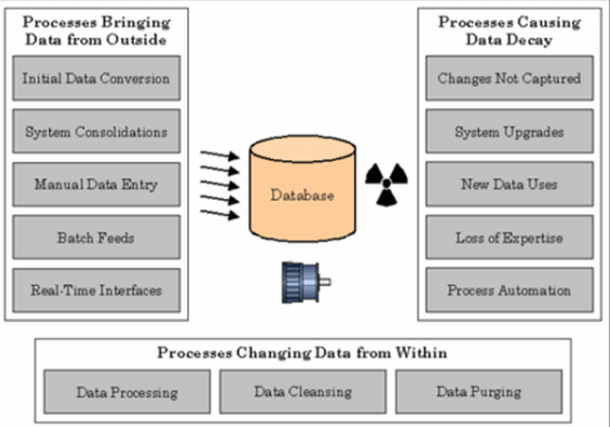 Processes Bringing
Data from Outside
Initial Data Conversion
System Consolidations
Manual Data Entry
Batch Feeds
Real-Time Interfaces
Database
Processes Causing
Data Decay
Changes Not Captured
System Upgrades
New Data Uses
Loss of Expertise
Process Automation
Processes Changing Data from Within
Data Processing
Data Cleansing
Data Purging